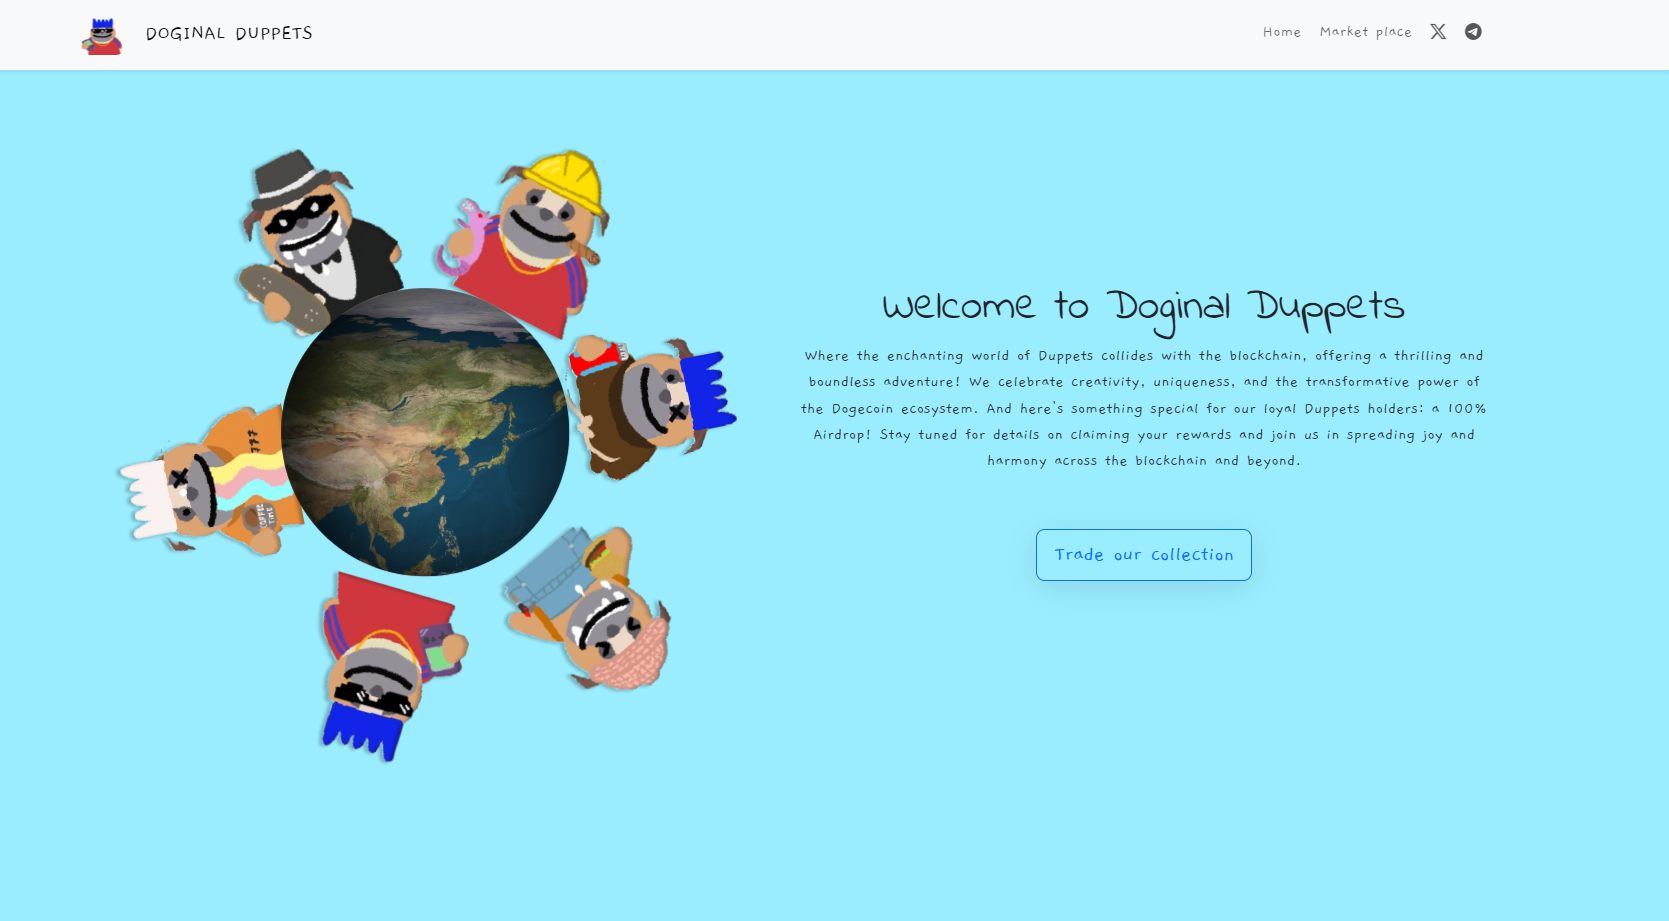 DOGINAL DUPPETS
Home Market place
Welcome to Doginal Duppets
Where the enchanting world of Duppets collides with the blockchain, offering a thrilling and
boundless adventure! We celebrate creativity, uniqueness, and the transformative power of
the Dogecoin ecosystem. And here's something special for our loyal Duppets holders: a 100%
Airdrop! Stay tuned for details on claiming your rewards and join us in spreading joy and
harmony across the blockchain and beyond.
Trade our collection
777
COFFEE
TIME